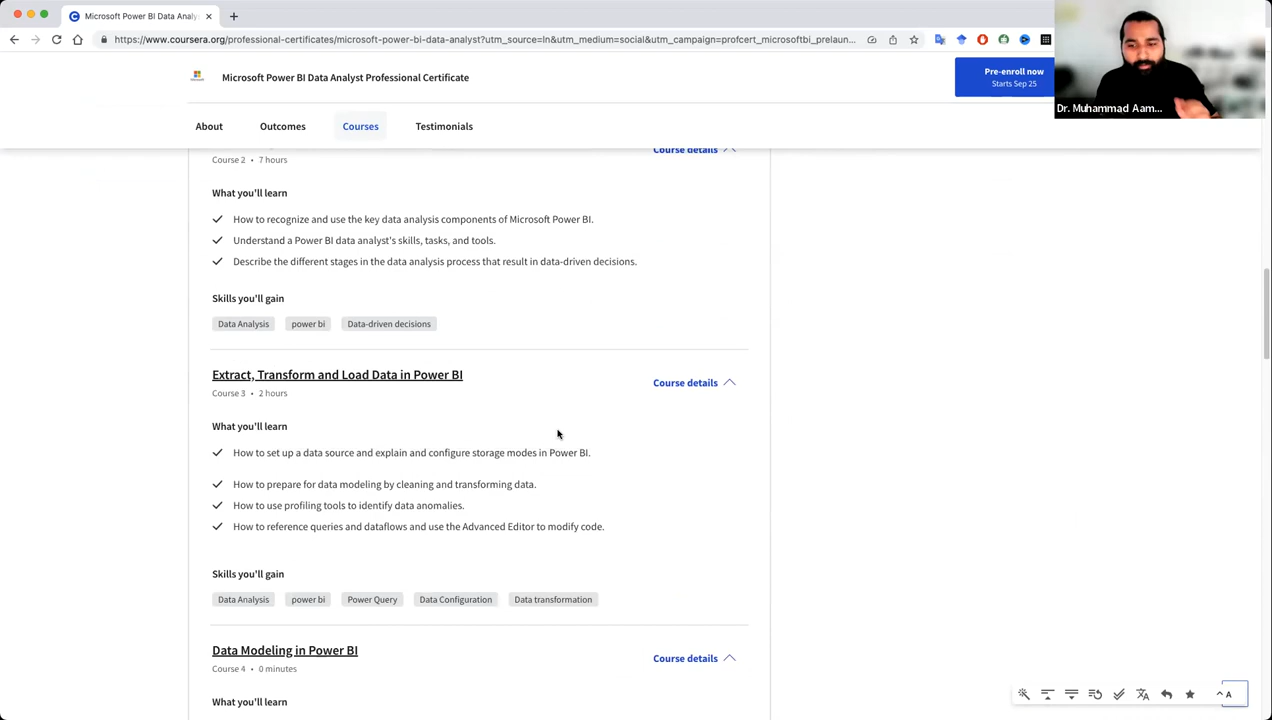 Microsoft Power BI Data Analy
https://www.coursera.org/professional-certificates/microsoft-power-bi-data-analyst?utm_source=ln&utm_medium=social&utm_campaign=profcert_microsoftbi_prelaun...
Microsoft Power BI Data Analyst Professional Certificate
Pre-enroll now
Starts Sep 25
Dr. Muhammad Aam...
About
Outcomes
Courses
Testimonials
Course details
Course 2 • 7 hours
What you'll learn
How to recognize and use the key data analysis components of Microsoft Power BI.
Understand a Power BI data analyst's skills, tasks, and tools.
Describe the different stages in the data analysis process that result in data-driven decisions.
Skills you'll gain
Data Analysis
power bi
Data-driven decisions
Extract, Transform and Load Data in Power BI
Course details
Course 3 • 2 hours
What you'll learn
How to set up a data source and explain and configure storage modes in Power BI.
How to prepare for data modeling by cleaning and transforming data.
How to use profiling tools to identify data anomalies.
How to reference queries and dataflows and use the Advanced Editor to modify code.
Skills you'll gain
Data Analysis
power bi
Power Query
Data Configuration
Data transformation
Data Modeling in Power BI
Course details
Course 4 • 0 minutes
What you'll learn
A